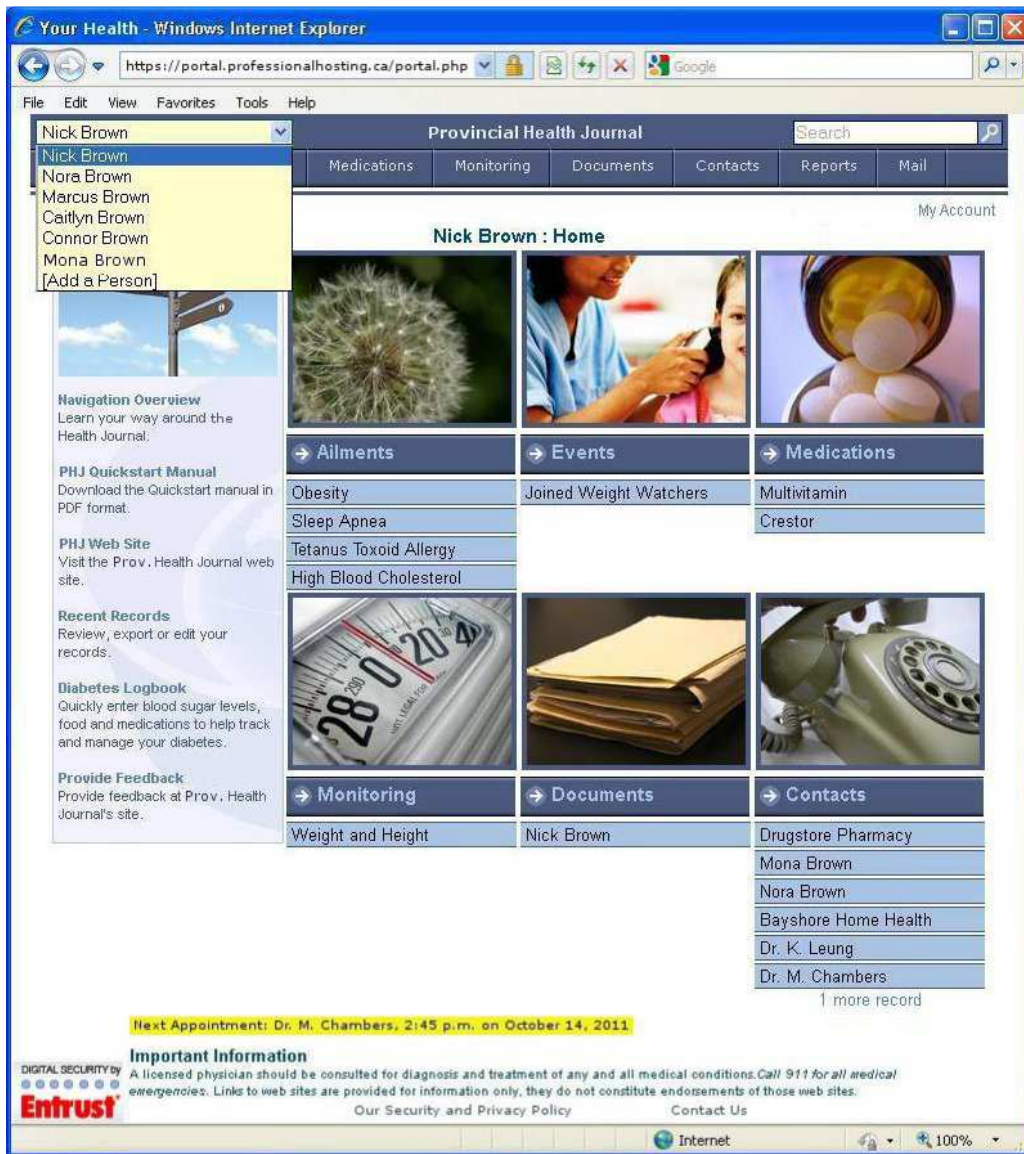 Your Health - Windows Internet Explorer
https://portal.professionalhosting.ca/portal.php
Google
File Edit View Favorites Tools Help
Nick Brown
Provincial Health Journal
Search
Nick Brown
Nora Brown
Marcus Brown
Caitlyn Brown
Connor Brown
Mona Brown
[Add a Person]
Medications Monitoring Documents Contacts Reports Mail
My Account
Nick Brown : Home
Navigation Overview
Learn your way around the
Health Journal.
PHJ Quickstart Manual
Download the Quickstart manual in
PDF format.
PHJ Web Site
Visit the Prov. Health Journal web
site.
Recent Records
Review, export or edit your
records.
Diabetes Logbook
Quickly enter blood sugar levels,
food and medications to help track
and manage your diabetes.
Provide Feedback
Provide feedback at Prov. Health
Journal's site.
Ailments
Obesity
Sleep Apnea
Tetanus Toxoid Allergy
High Blood Cholesterol
Events
Joined Weight Watchers
Medications
Multivitamin
Crestor
28 290 0 20 4
NOT LEGAL FOR
Monitoring
Weight and Height
Documents
Nick Brown
Contacts
Drugstore Pharmacy
Mona Brown
Nora Brown
Bayshore Home Health
Dr. K. Leung
Dr. M. Chambers
1 more record
Next Appointment: Dr. M. Chambers, 2:45 p.m. on October 14, 2011
Important Information
A licensed physician should be consulted for diagnosis and treatment of any and all medical conditions.Call 911 for all medical
emergencies. Links to web sites are provided for information only, they do not constitute endorsements of those web sites.
DIGITAL SECURITY BY
Entrust
Our Security and Privacy Policy Contact Us
Internet
100%